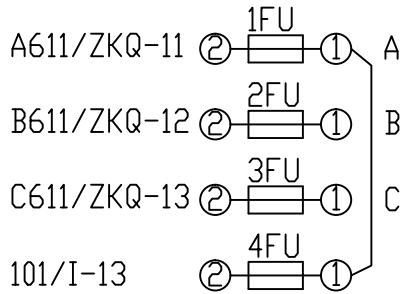 1FU
A611/ZKQ-11 2 1 A
2FU
B611/ZKQ-12 2 1 B
3FU
C611/ZKQ-13 2 1 C
4FU
101/I-13 2 1